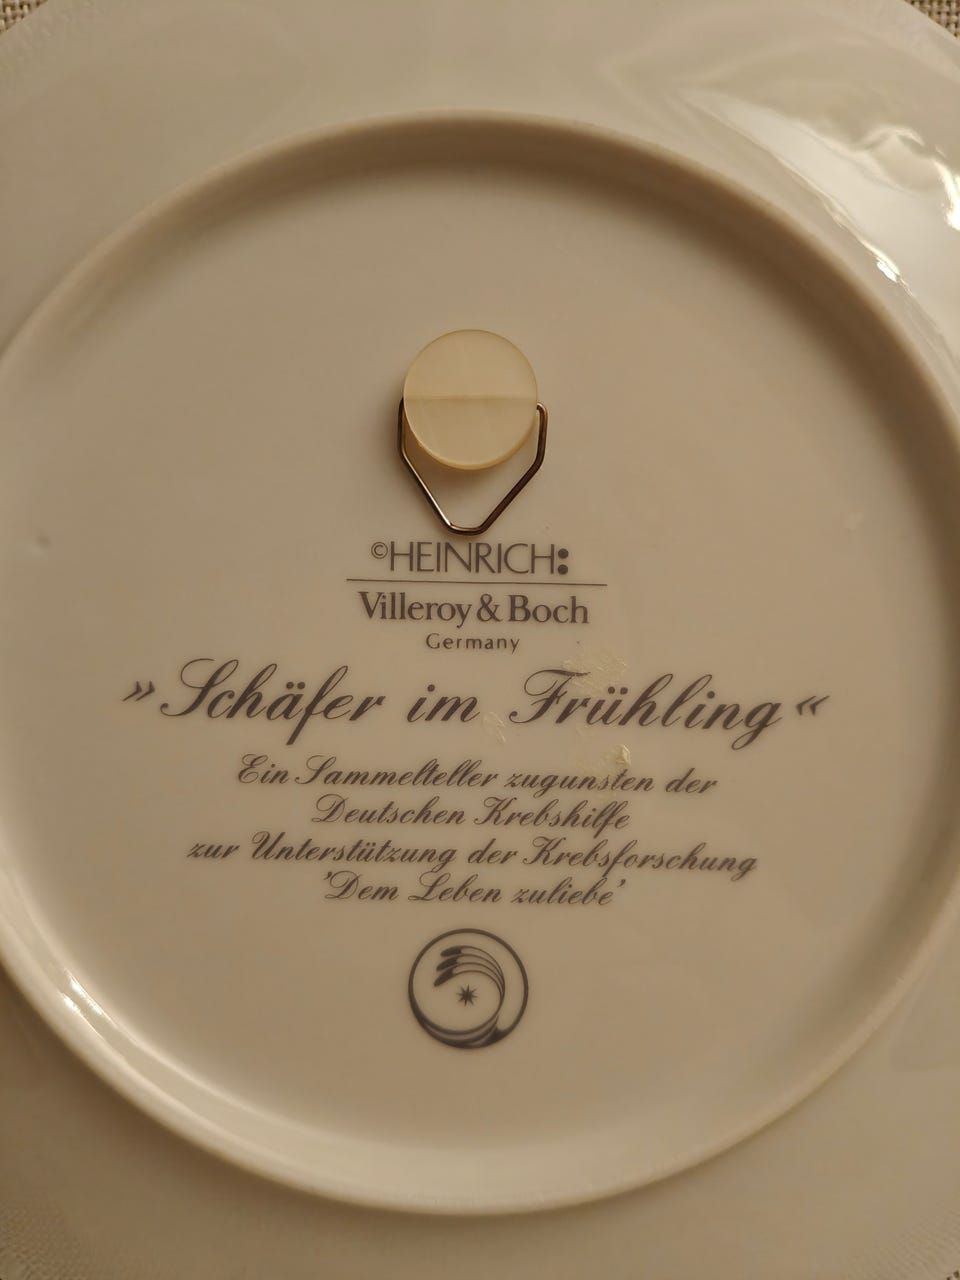 ©HEINRICH:
Villeroy & Boch
Germany
»Schäfer im Frühling«
Ein Sammelteller zugunsten der
Deutschen Krebshilfe
zur Unterstützung der Krebsforschung
'Dem Leben zuliebe'